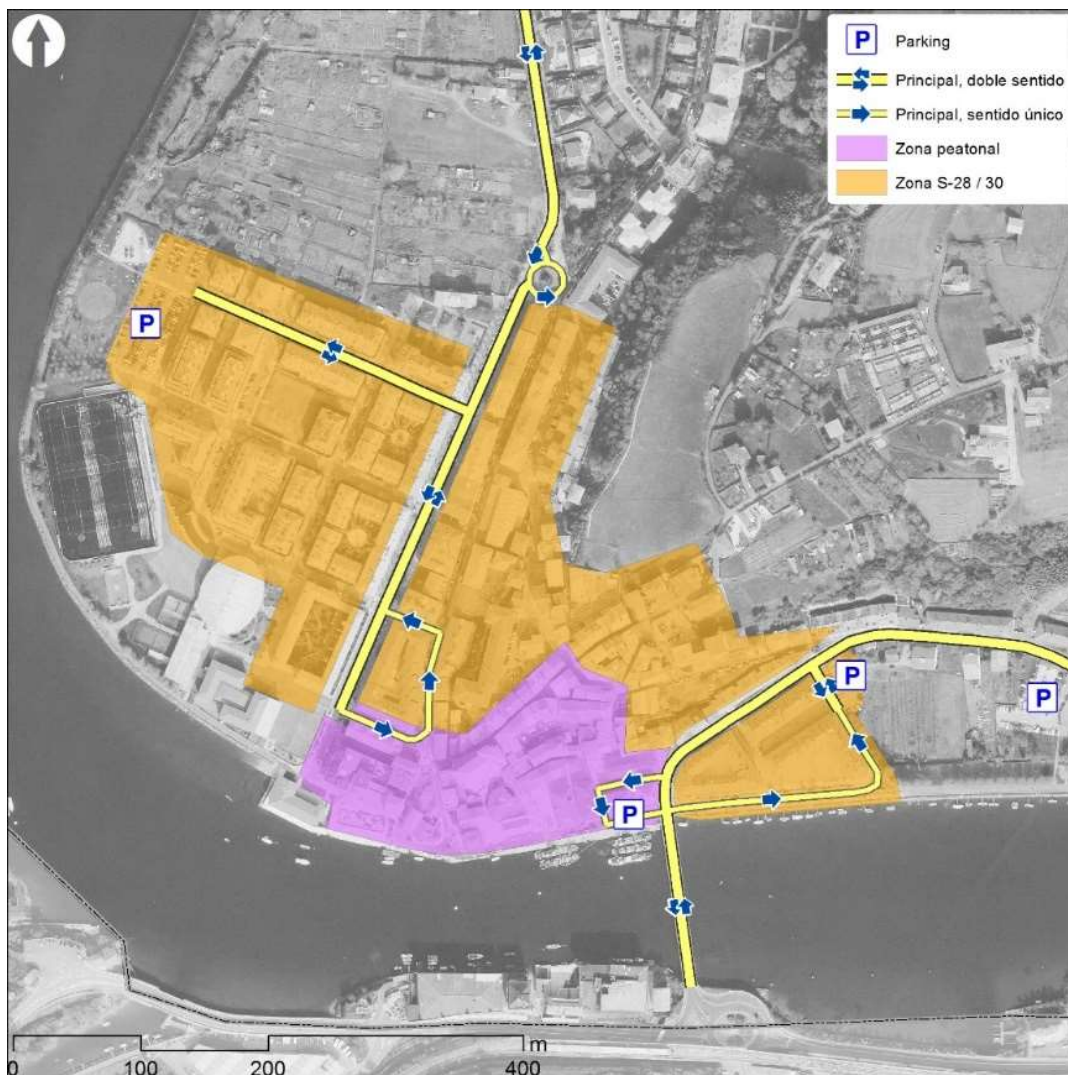 P Parking
Principal, doble sentido
Principal, sentido único
Zona peatonal
Zona S-28 / 30
P
P
P
P
0 100 200 400 m